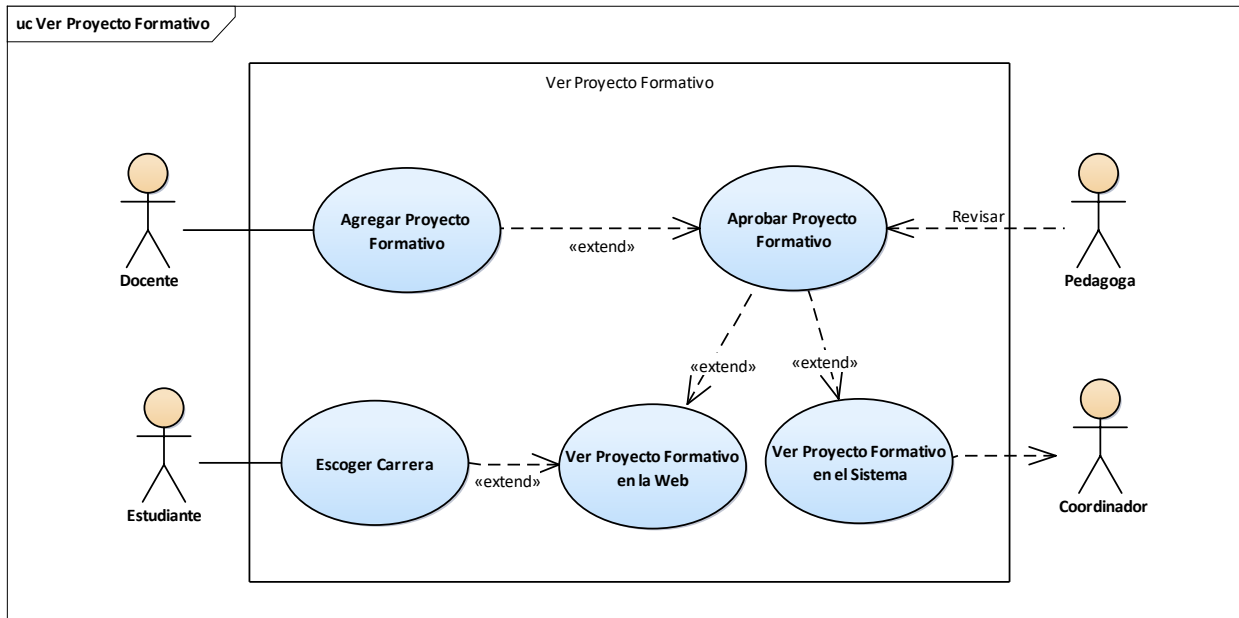 uc Ver Proyecto Formativo
Ver Proyecto Formativo
Agregar Proyecto
Formativo
«extend»
Aprobar Proyecto
Formativo
Revisar
Docente
Pedagoga
«extend»
«extend»
Escoger Carrera
«extend»
Ver Proyecto Formativo
en la Web
Ver Proyecto Formativo
en el Sistema
Estudiante
Coordinador